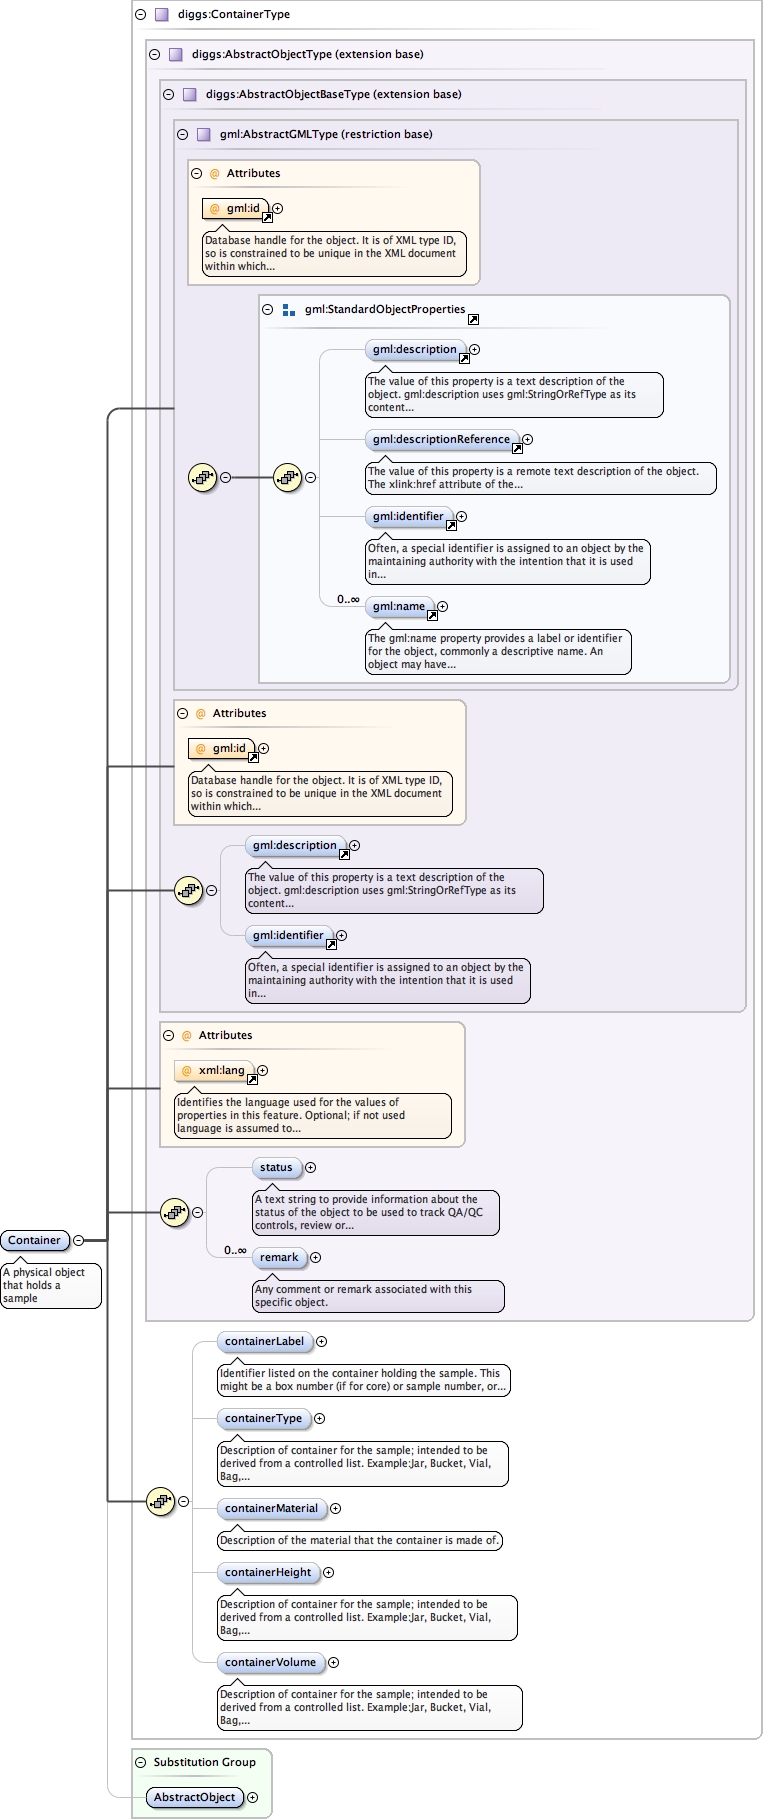 diggs:ContainerType
diggs:AbstractObjectType (extension base)
diggs:AbstractObjectBaseType (extension base)
gml:AbstractGMLType (restriction base)
@ Attributes
@ gml:id
Database handle for the object. It is of XML type ID,
so is constrained to be unique in the XML document
within which...
gml:StandardObjectProperties
gml:description
The value of this property is a text description of the
object. gml:description uses gml:StringOrRefType as its
content...
gml:descriptionReference
The value of this property is a remote text description of the object.
The xlink:href attribute of the...
gml:identifier
Often, a special identifier is assigned to an object by the
maintaining authority with the intention that it is used
in...
0..∞ gml:name
The gml:name property provides a label or identifier
for the object, commonly a descriptive name. An
object may have...
@ Attributes
@ gml:id
Database handle for the object. It is of XML type ID,
so is constrained to be unique in the XML document
within which...
gml:description
The value of this property is a text description of the
object. gml:description uses gml:StringOrRefType as its
content...
gml:identifier
Often, a special identifier is assigned to an object by the
maintaining authority with the intention that it is used
in...
@ Attributes
@ xml:lang
Identifies the language used for the values of
properties in this feature. Optional; if not used
language is assumed to...
status
A text string to provide information about the
status of the object to be used to track QA/QC
controls, review or...
0..∞ remark
Any comment or remark associated with this
specific object.
Container
A physical object
that holds a
sample
containerLabel
Identifier listed on the container holding the sample. This
might be a box number (if for core) or sample number, or...
containerType
Description of container for the sample; intended to be
derived from a controlled list. Example;Jar, Bucket, Vial,
Bag,...
containerMaterial
Description of the material that the container is made of.
containerHeight
Description of container for the sample; intended to be
derived from a controlled list. Example;Jar, Bucket, Vial,
Bag,...
containerVolume
Description of container for the sample; intended to be
derived from a controlled list. Example;Jar, Bucket, Vial,
Bag,...
Substitution Group
AbstractObject